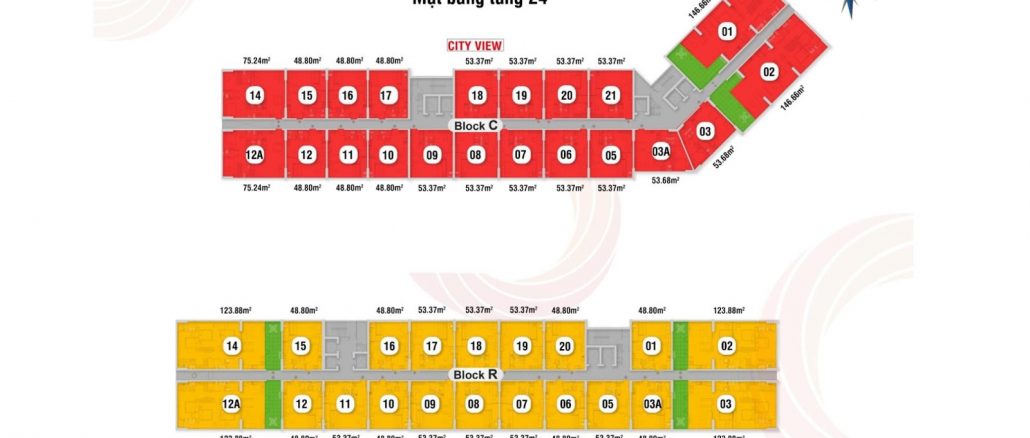 Mặt bằng tầng 24
146.66m²
CITY VIEW
75.24m² 48.80m² 48.80m² 48.80m² 53.37m² 53.37m² 53.37m² 53.37m²
01
02
14 15 16 17 18 19 20 21
146.66m²
Block C
03
12A 12 11 10 09 08 07 06 05 03A
53.68m²
75.24m² 48.80m² 48.80m² 48.80m² 53.37m² 53.37m² 53.37m² 53.37m² 53.37m² 53.68m²
123.88m² 48.80m² 48.80m² 53.37m² 53.37m² 53.37m² 48.80m² 48.80m² 123.88m²
14 15 16 17 18 19 20 01 02
Block R
12A 12 11 10 09 08 07 06 05 03A 03